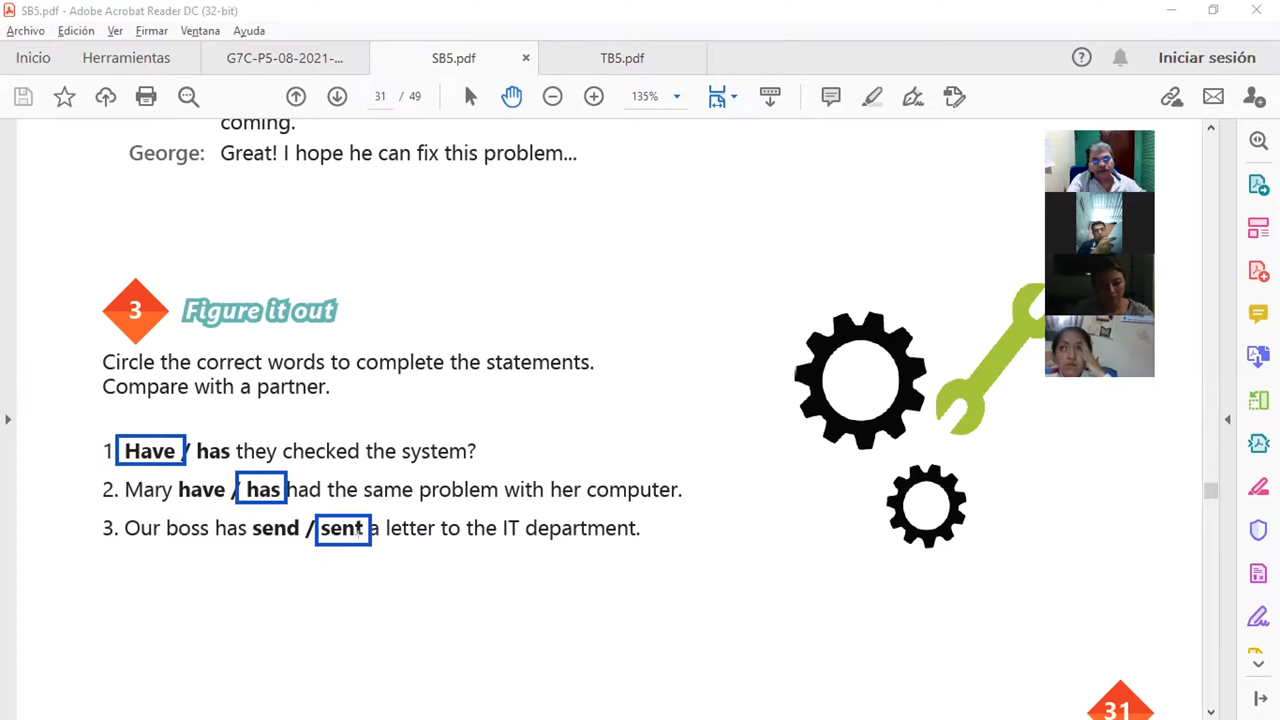 SB5.pdf - Adobe Acrobat Reader DC (32-bit)
Archivo Edición Ver Firmar Ventana Ayuda
Inicio Herramientas G7C-P5-08-2021-... SB5.pdf × TB5.pdf Iniciar sesión
31 / 49 135%
coming.
George: Great! I hope he can fix this problem...
3 Figure it out
Circle the correct words to complete the statements.
Compare with a partner.
1 Have / has they checked the system?
2. Mary have / has had the same problem with her computer.
3. Our boss has send / sent a letter to the IT department.
31